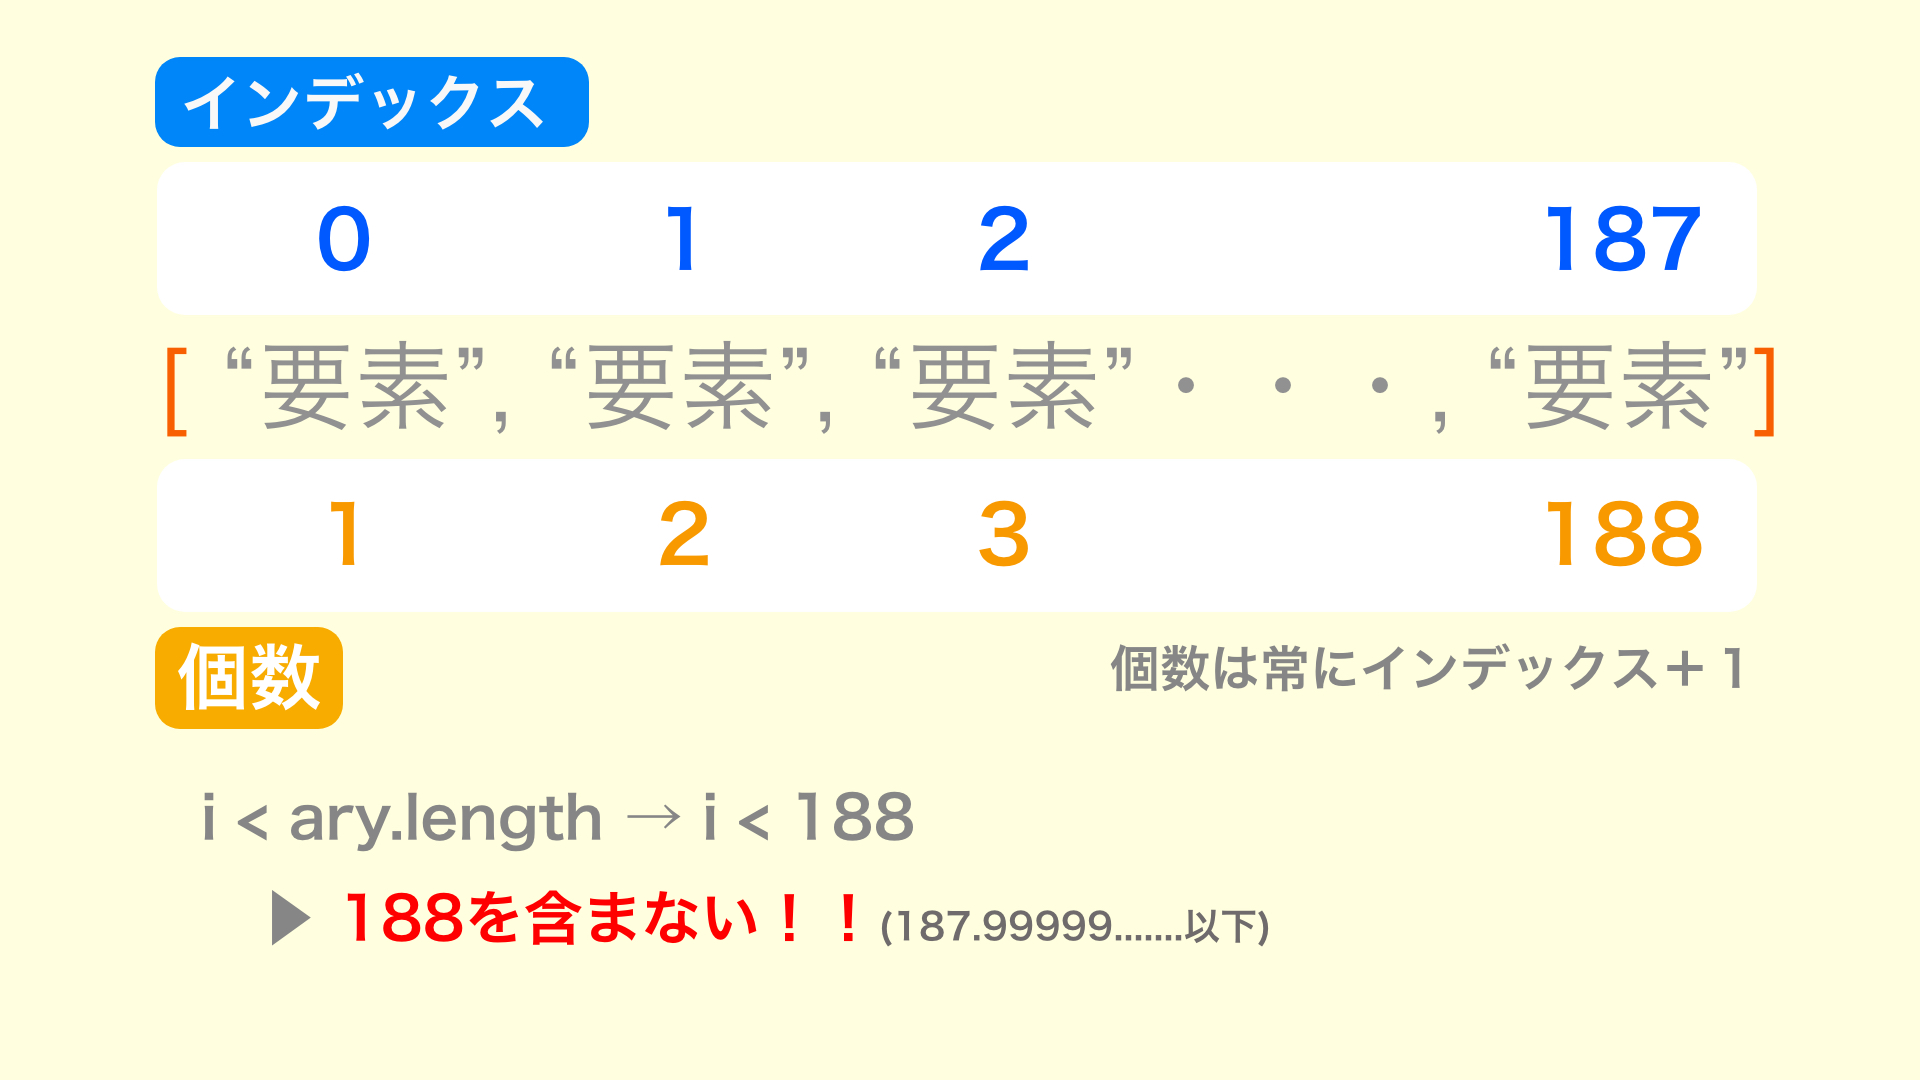 インデックス
0 1 2 187
[ “要素”, “要素”, “要素”・・・, “要素”]
1 2 3 188
個数
個数は常にインデックス＋１
i < ary.length → i < 188
▶ 188を含まない！！(187.99999.......以下)